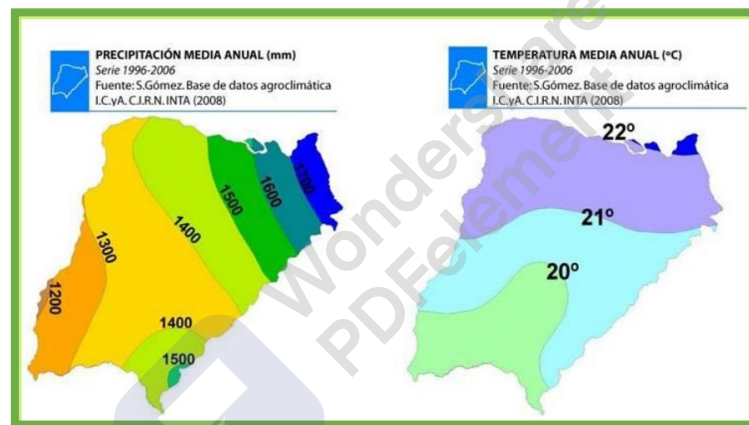 PRECIPITACIÓN MEDIA ANUAL (mm)
Serie 1996-2006
Fuente: S.Gómez. Base de datos agroclimática
I.C.yA. C.I.R.N. INTA (2008)
1700
1600
1500
1400
1300
1200
1400
1500
TEMPERATURA MEDIA ANUAL (ºC)
Serie 1996-2006
Fuente: S.Gómez. Base de datos agroclimática
I.C.yA. C.I.R.N. INTA (2008)
22º
21º
20º
Wondershare
PDFelement